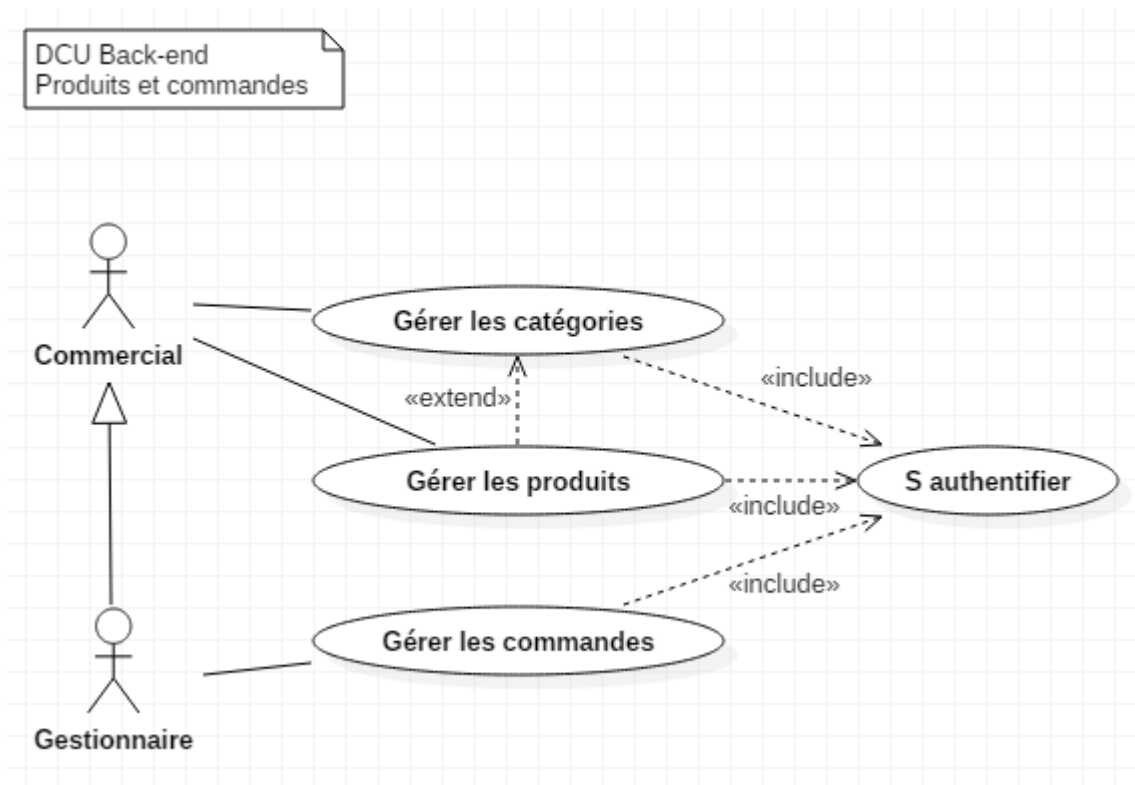 DCU Back-end
Produits et commandes
Commercial
Gérer les catégories
«include»
«extend»
Gérer les produits
S authentifier
«include»
«include»
Gérer les commandes
Gestionnaire